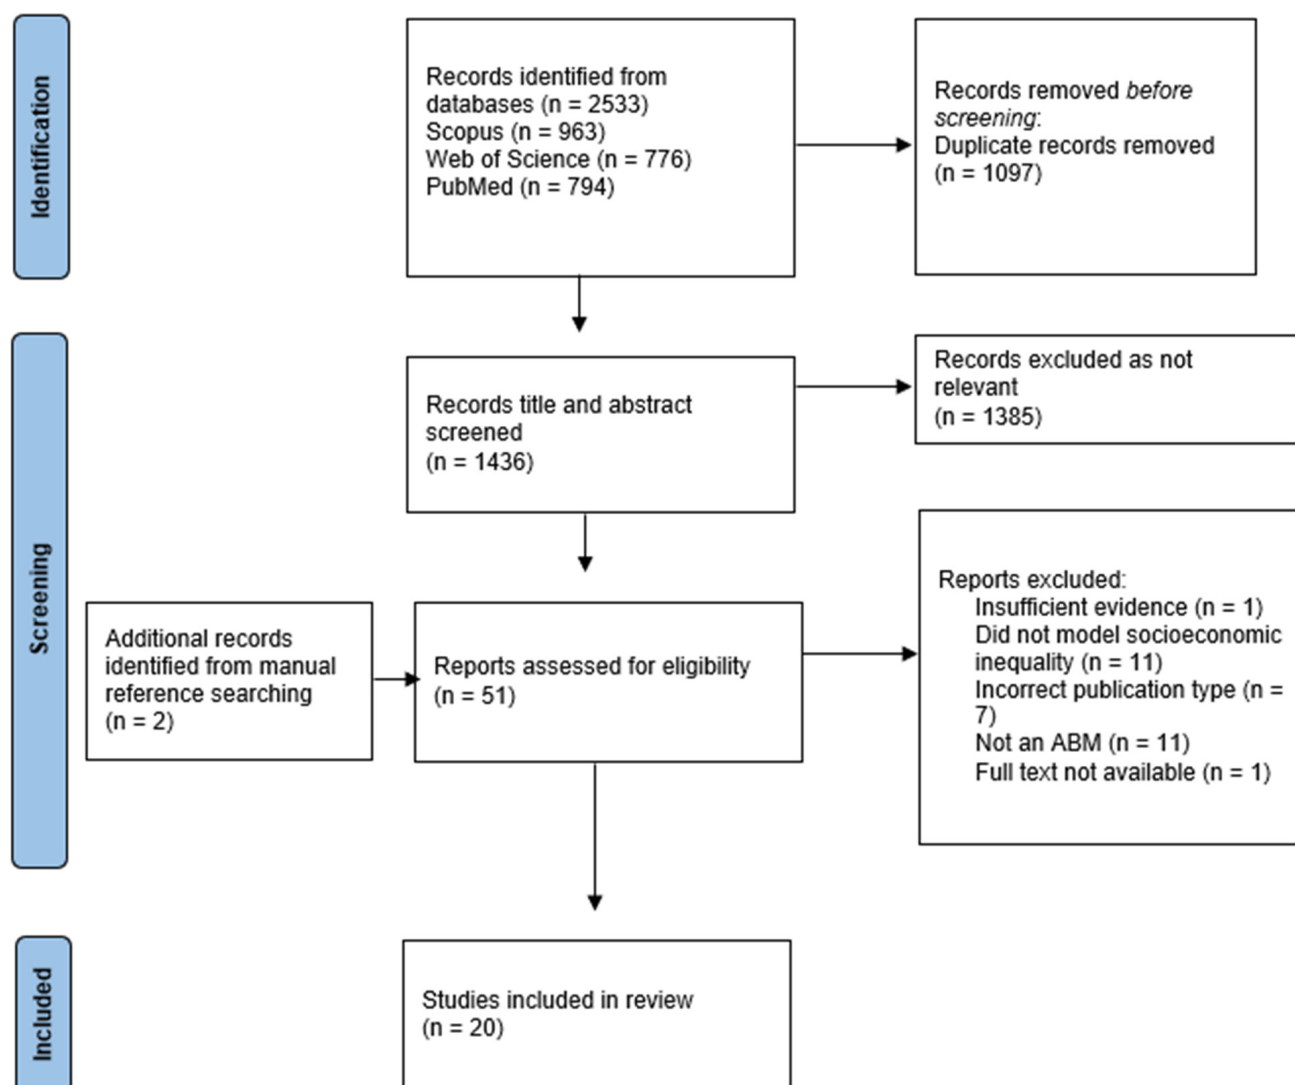 Identification
Records identified from
databases (n = 2533)
Scopus (n = 963)
Web of Science (n = 776)
PubMed (n = 794)
Records removed before
screening:
Duplicate records removed
(n = 1097)
Screening
Records title and abstract
screened
(n = 1436)
Records excluded as not
relevant
(n = 1385)
Additional records
identified from manual
reference searching
(n = 2)
Reports assessed for eligibility
(n = 51)
Reports excluded:
Insufficient evidence (n = 1)
Did not model socioeconomic
inequality (n = 11)
Incorrect publication type (n =
7)
Not an ABM (n = 11)
Full text not available (n = 1)
Included
Studies included in review
(n = 20)